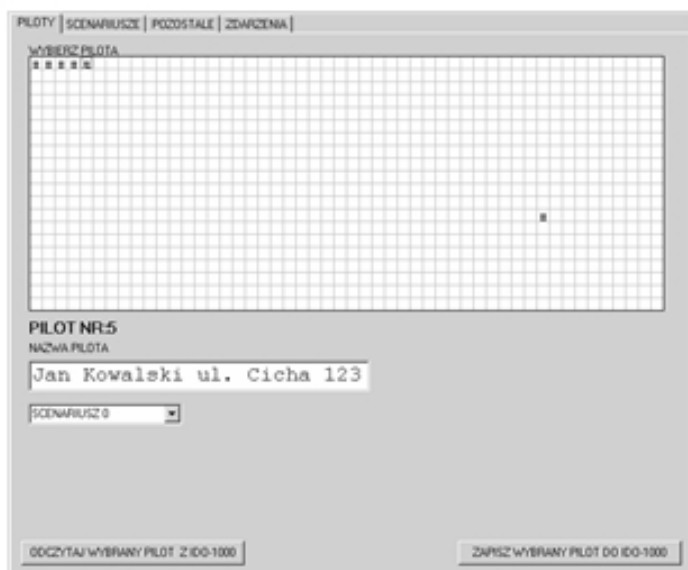 PILOTY SCENARIUSZE POZOSTALE ZDARZENIA
WYBIERZ PILOTA
PILOT NR:5
NAZWA PILOTA
Jan Kowalski ul. Cicha 123
SCENARIUSZ 0
ODCZYTAJ WYBRANY PILOT Z IDO-1000
ZAPISZ WYBRANY PILOT DO IDO-1000